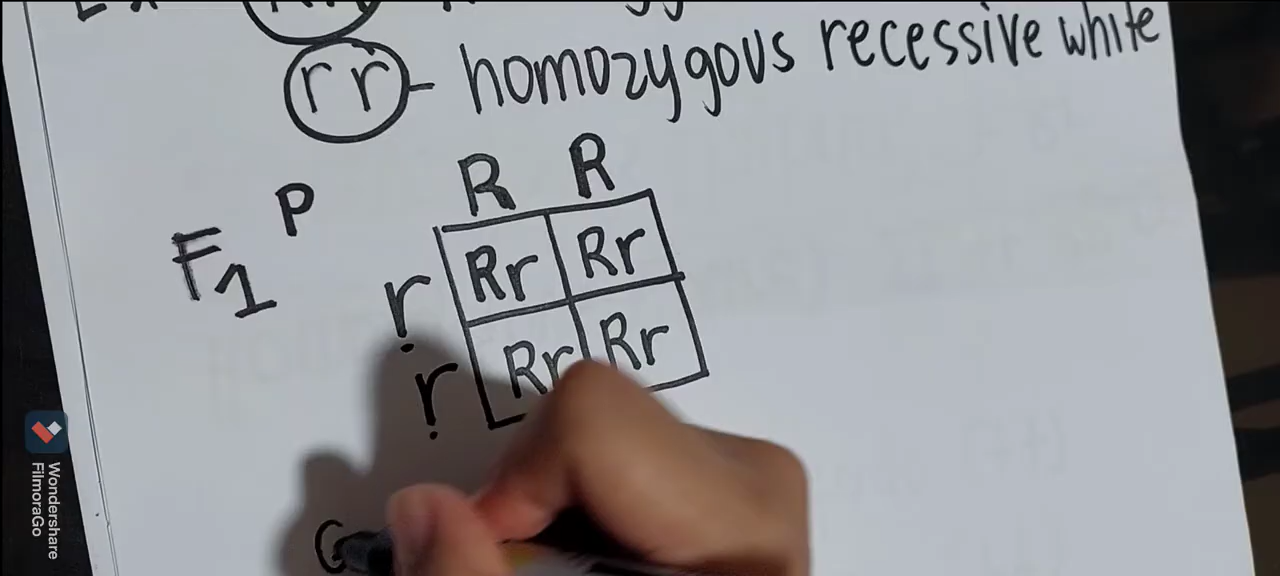 rr - homozygous recessive white
P R R
F1
r Rr Rr
r Rr Rr
G
Wondershare
FilmoraGo